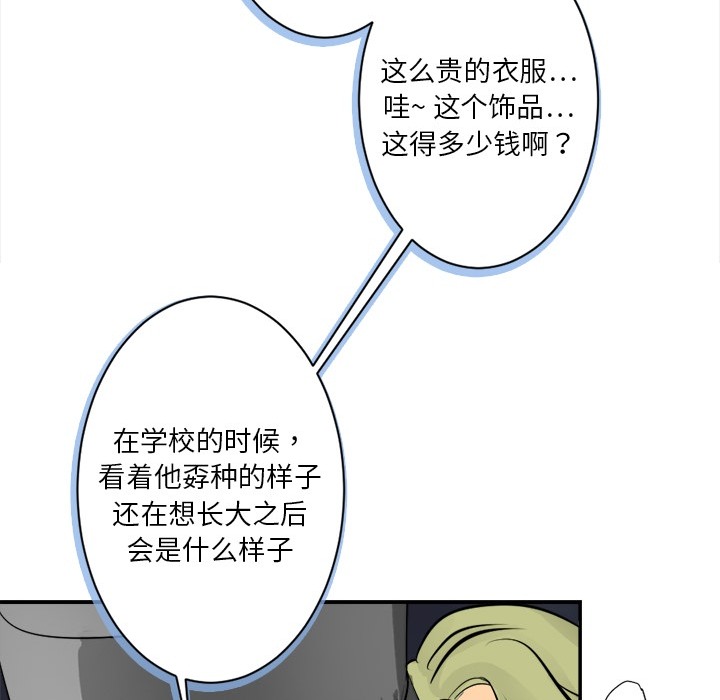 这么贵的衣服...
哇~ 这个饰品...
这得多少钱啊？
在学校的时候，
看着他孬种的样子
还在想长大之后
会是什么样子